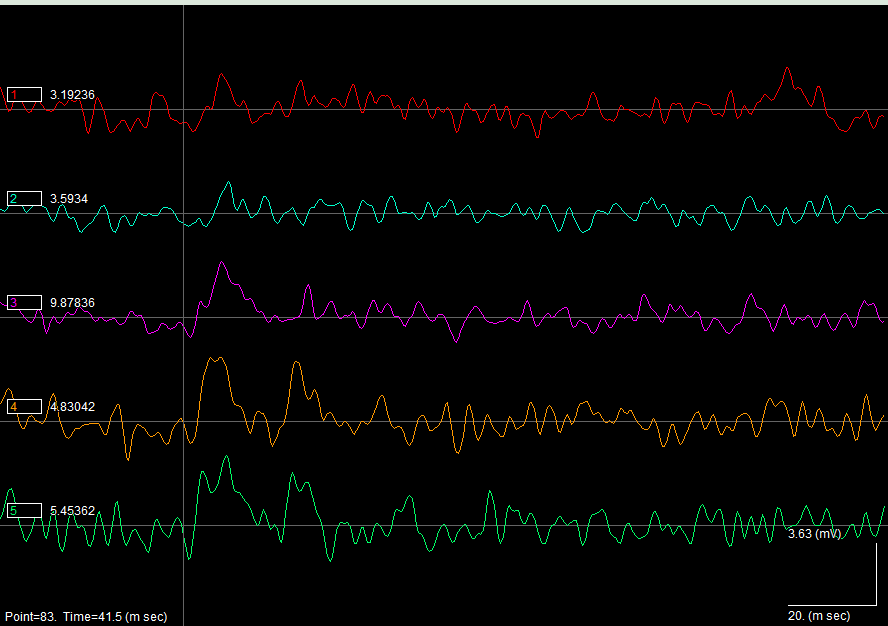 1 3.19236
2 3.5934
3 9.87836
4 4.83042
5 5.45362
3.63 (mV)
Point=83. Time=41.5 (m sec)
20. (m sec)